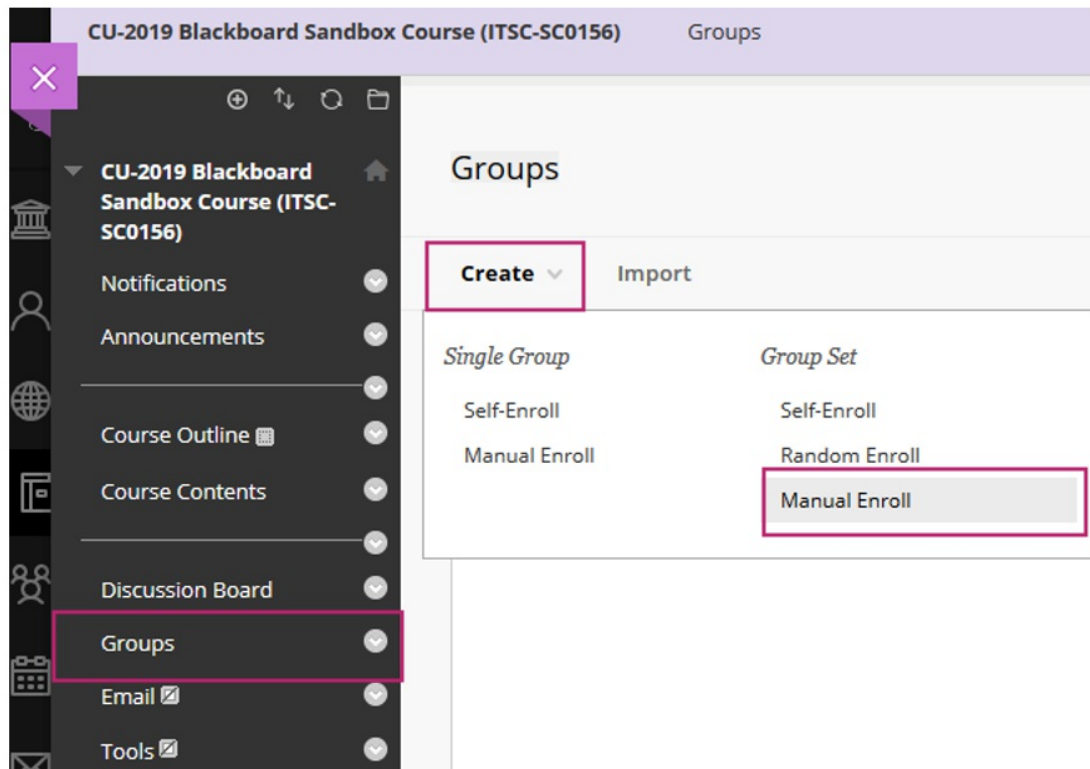 CU-2019 Blackboard Sandbox Course (ITSC-SC0156) Groups
CU-2019 Blackboard
Sandbox Course (ITSC-
SC0156)
Notifications
Announcements
Course Outline
Course Contents
Discussion Board
Groups
Email
Tools
Groups
Create Import
Single Group Group Set
Self-Enroll Self-Enroll
Manual Enroll Random Enroll
Manual Enroll